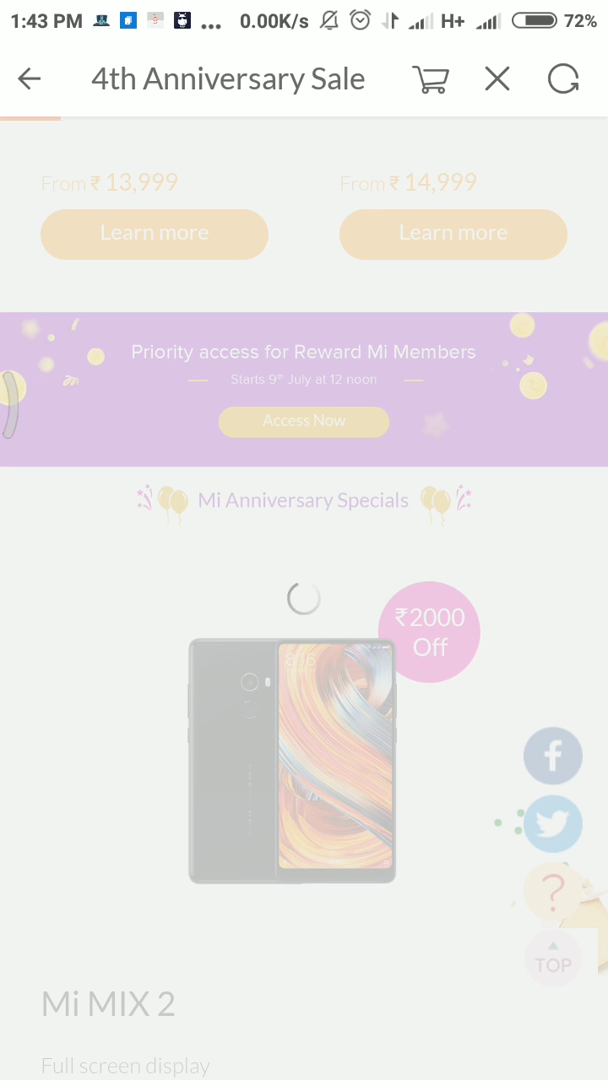 1:43 PM ... 0.00K/s H+ 72%
4th Anniversary Sale
From ₹ 13,999 From ₹ 14,999
Learn more Learn more
Priority access for Reward Mi Members
Starts 9th July at 12 noon
Access Now
Mi Anniversary Specials
₹2000
Off
?
TOP
Mi MIX 2
Full screen display